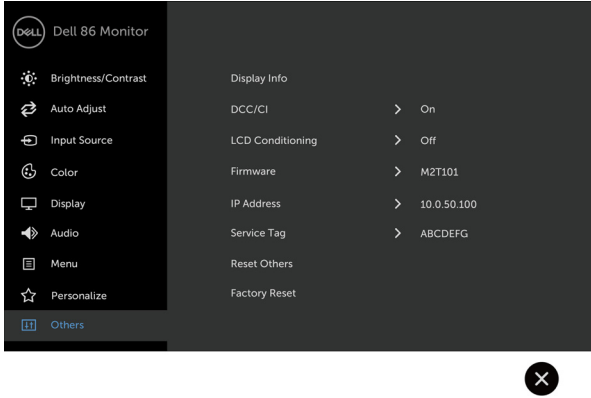 DELL Dell 86 Monitor
Brightness/Contrast
Auto Adjust
Input Source
Color
Display
Audio
Menu
Personalize
Others
Display Info
DCC/CI > On
LCD Conditioning > Off
Firmware > M2T101
IP Address > 10.0.50.100
Service Tag > ABCDEFG
Reset Others
Factory Reset